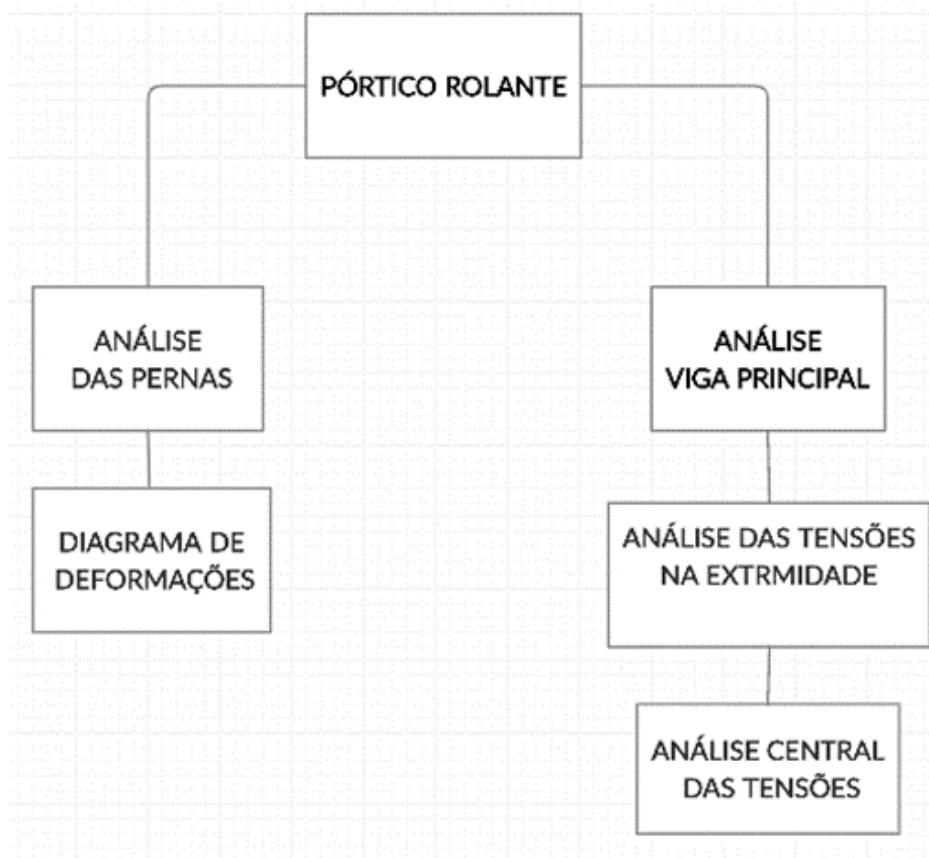 PÓRTICO ROLANTE
ANÁLISE
DAS PERNAS
DIAGRAMA DE
DEFORMAÇÕES
ANÁLISE
VIGA PRINCIPAL
ANÁLISE DAS TENSÕES
NA EXTRMIDADE
ANÁLISE CENTRAL
DAS TENSÕES